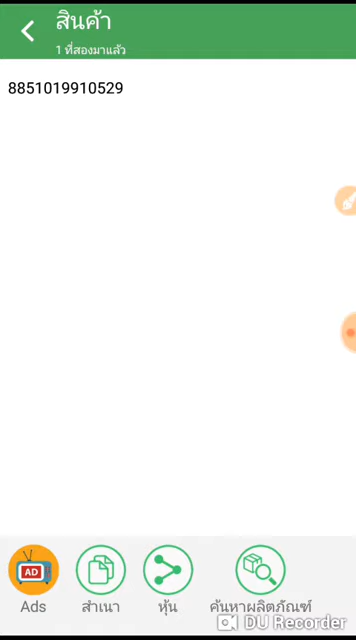 สินค้า
1 ที่สองมาแล้ว
8851019910529
AD
Ads
สำเนา
หุ้น
ค้นหาผลิตภัณฑ์
DU Recorder